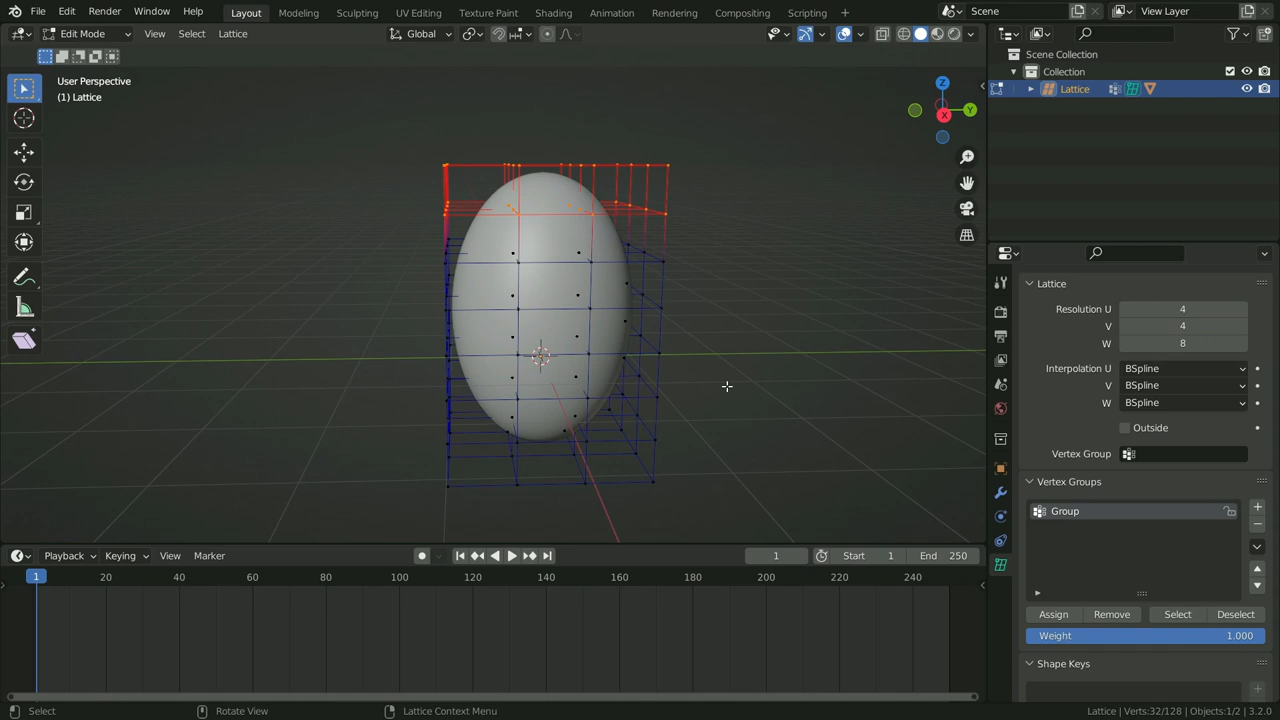 File Edit Render Window Help Layout Modeling Sculpting UV Editing Texture Paint Shading Animation Rendering Compositing Scripting + Scene View Layer
Edit Mode View Select Lattice Global
User Perspective
(1) Lattice
Z
Y
X
Scene Collection
Collection
Lattice
Lattice
Resolution U 4
V 4
W 8
Interpolation U BSpline
V BSpline
W BSpline
Outside
Vertex Group
Vertex Groups
Group
Assign Remove Select Deselect
Weight 1.000
Shape Keys
Playback Keying View Marker 1 Start 1 End 250
1 20 40 60 80 100 120 140 160 180 200 220 240
Select Rotate View Lattice Context Menu Lattice | Verts:32/128 | Objects:1/2 | 3.2.0